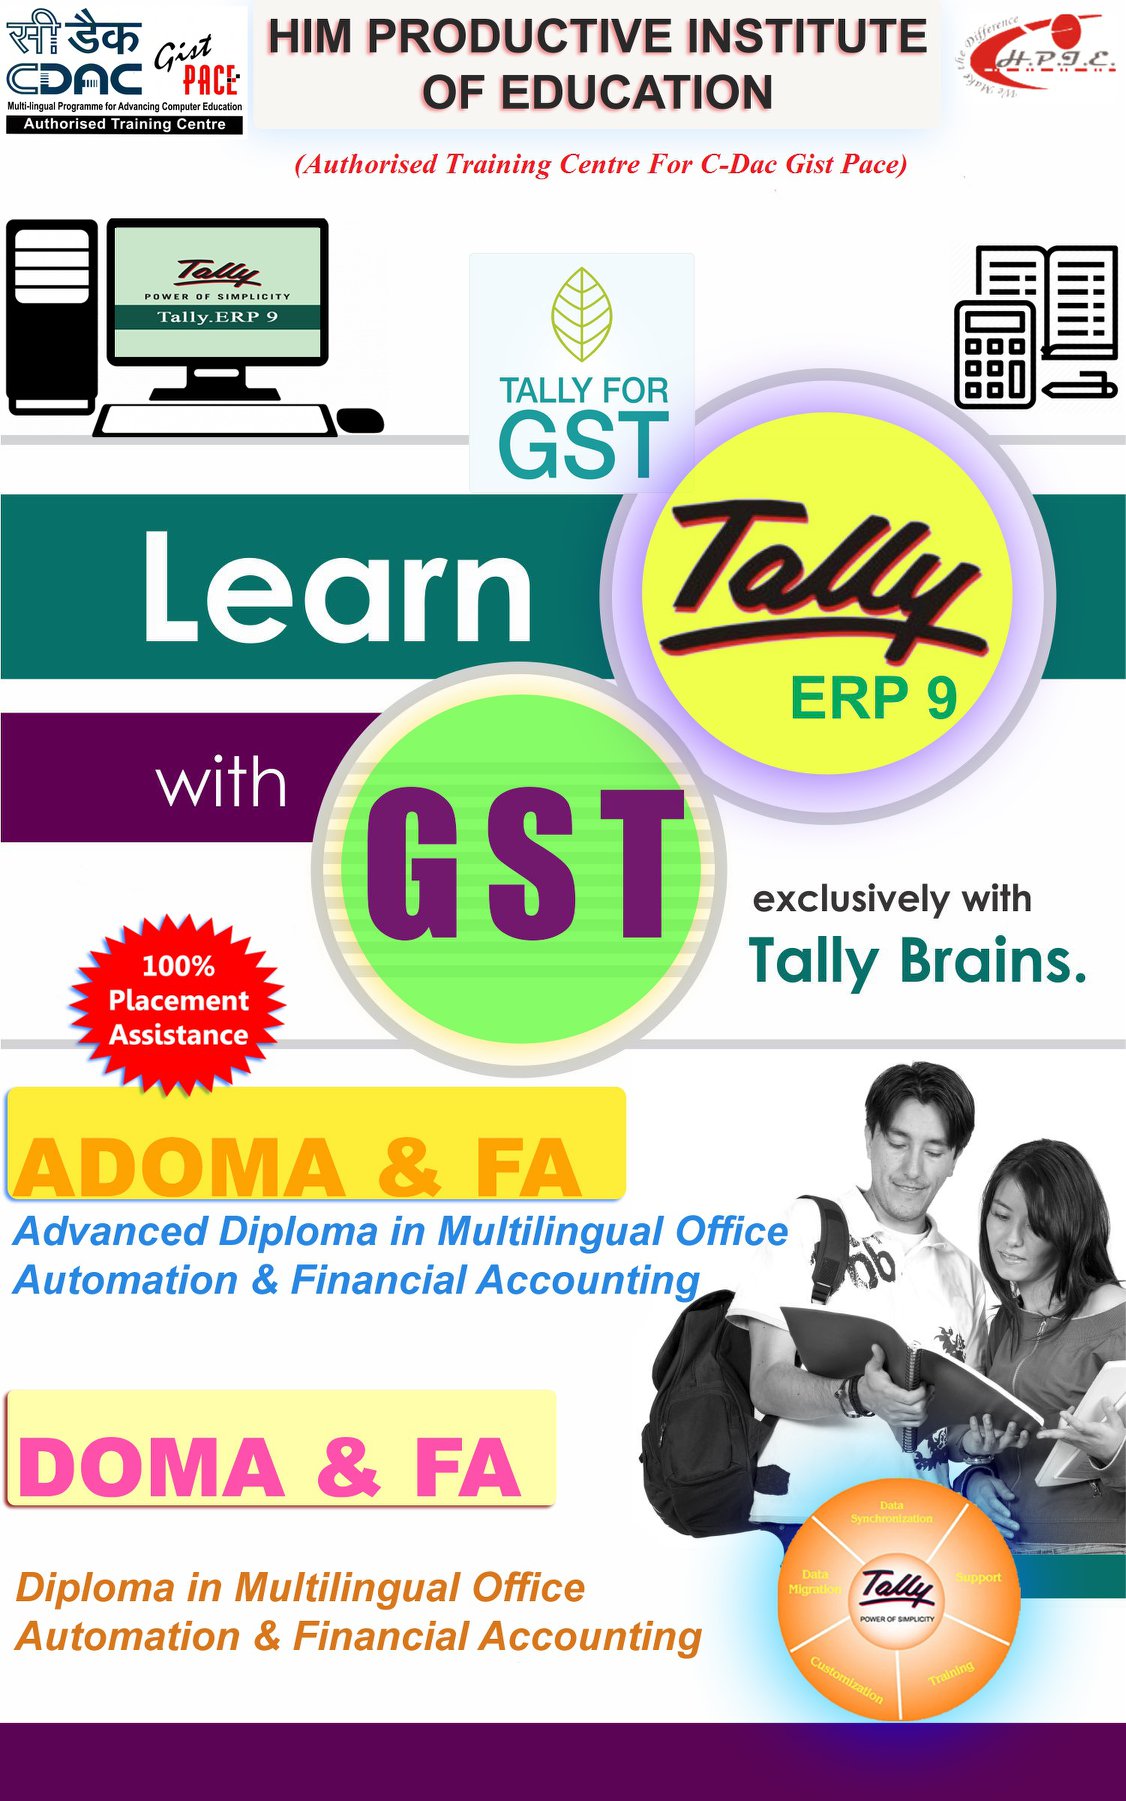 सी डैक
CDAC
Gist
PACE
Multi-lingual Programme for Advancing Computer Education
Authorised Training Centre
HIM PRODUCTIVE INSTITUTE
OF EDUCATION
We Make the Difference
H.P.I.E.
(Authorised Training Centre For C-Dac Gist Pace)
Tally
POWER OF SIMPLICITY
Tally.ERP 9
TALLY FOR
GST
Learn
Tally
ERP 9
with
GST
exclusively with
Tally Brains.
100%
Placement
Assistance
ADOMA & FA
Advanced Diploma in Multilingual Office
Automation & Financial Accounting
DOMA & FA
Diploma in Multilingual Office
Automation & Financial Accounting
Data
Synchronization
Data
Migration
Support
Tally
POWER OF SIMPLICITY
Customization
Training